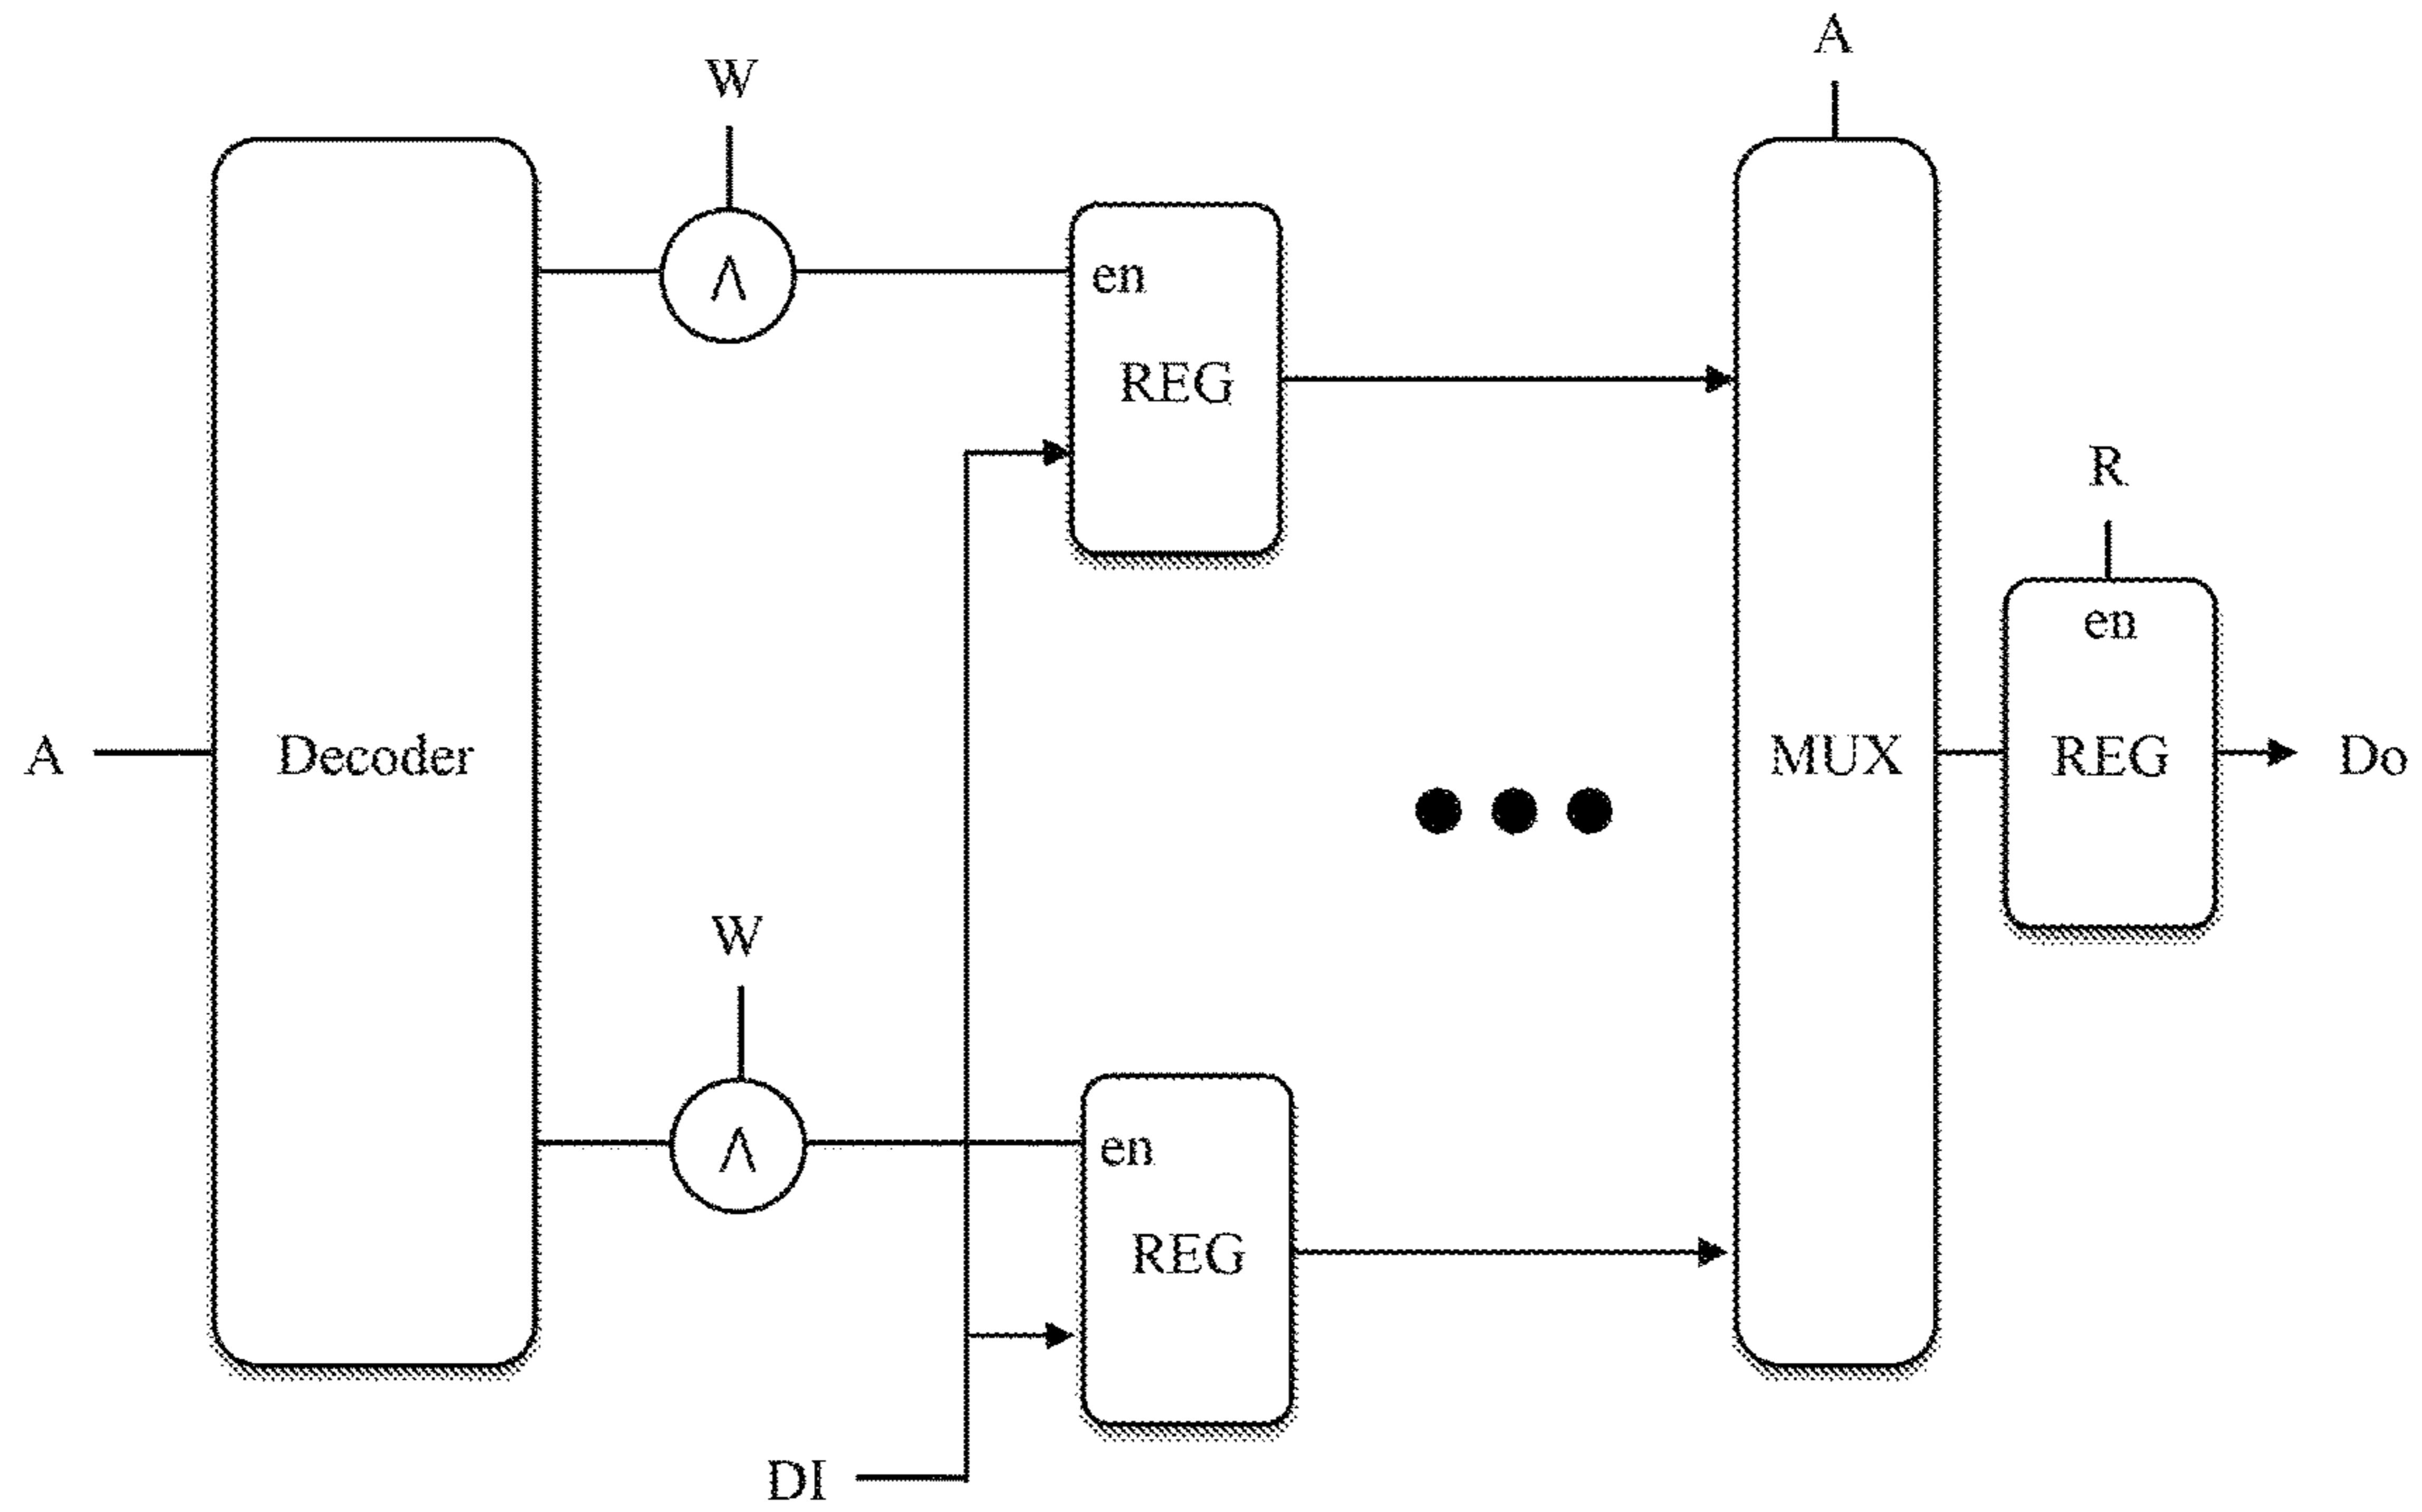 A
W
Λ
en
REG
R
en
A
Decoder
MUX
REG
Do
W
Λ
en
REG
DI